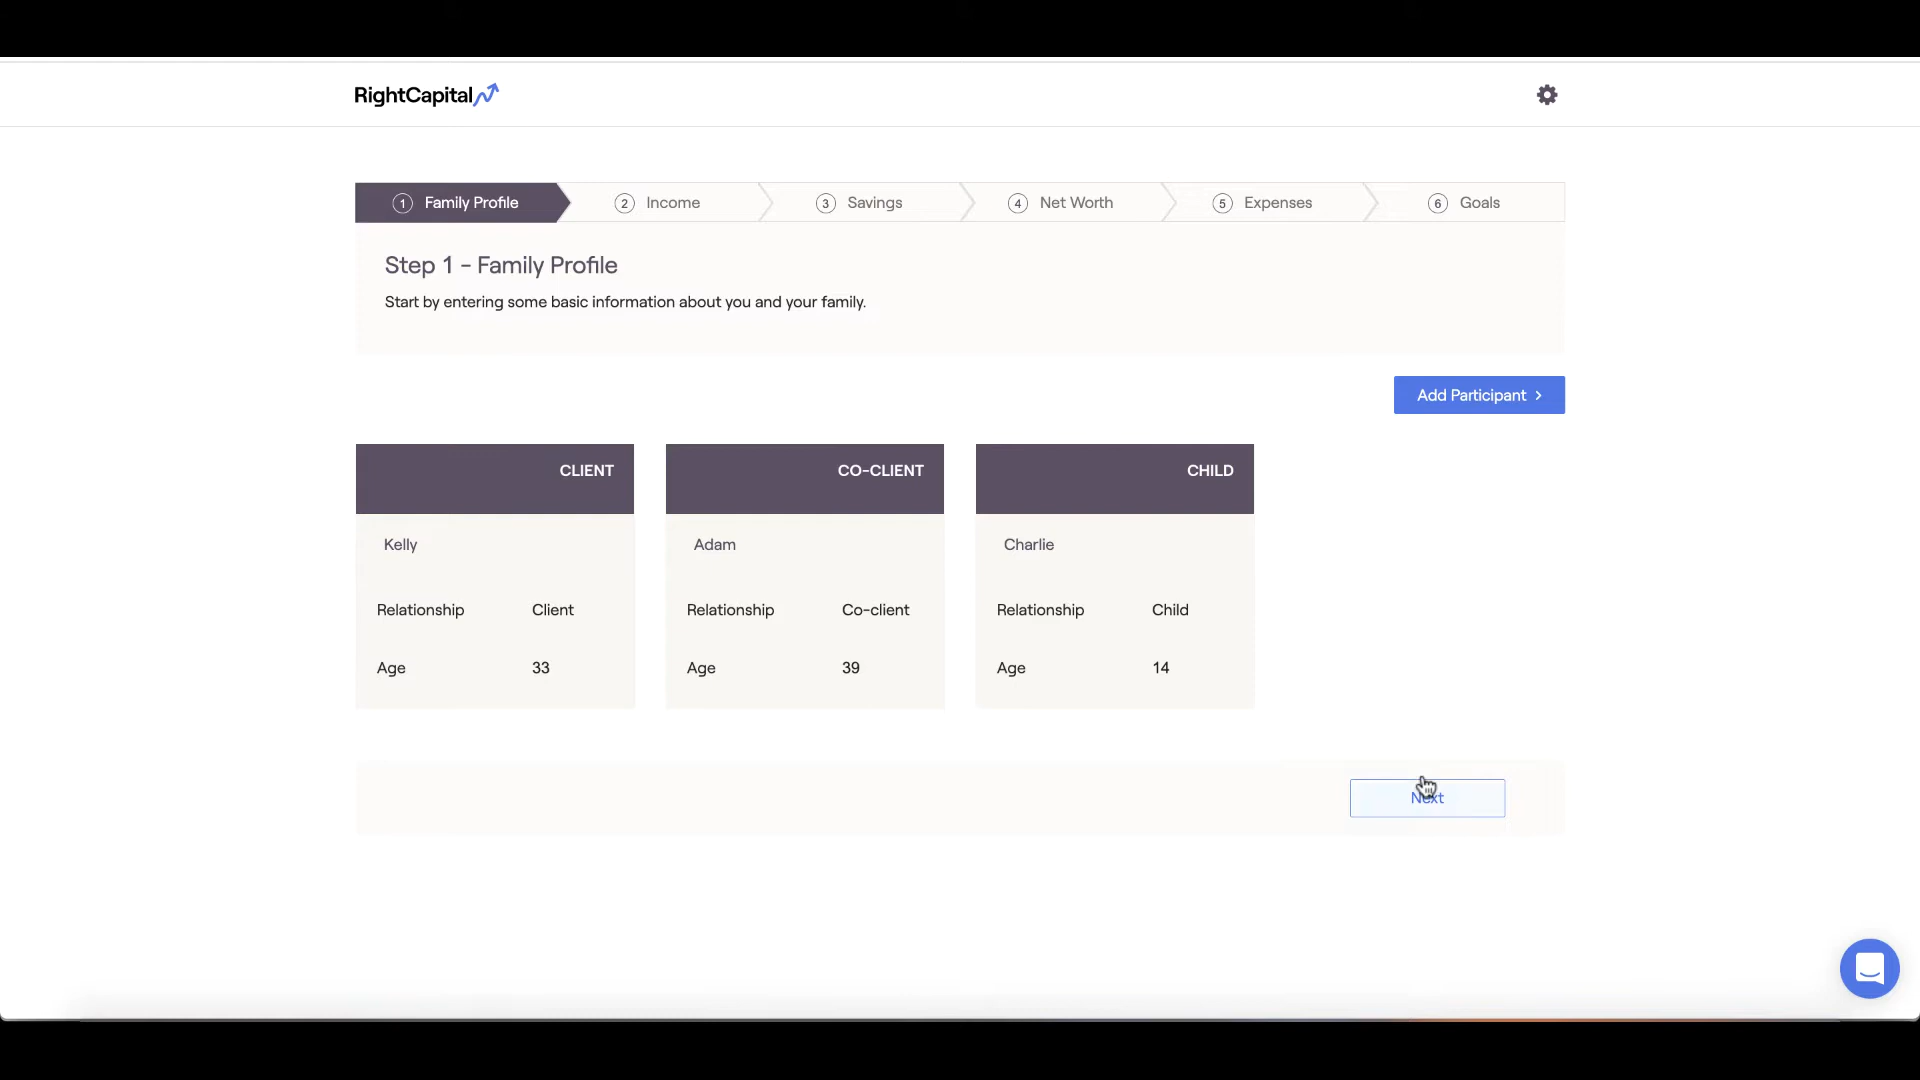 RightCapital
1 Family Profile
2 Income
3 Savings
4 Net Worth
5 Expenses
6 Goals
Step 1 - Family Profile
Start by entering some basic information about you and your family.
Add Participant
CLIENT
Kelly
Relationship Client
Age 33
CO-CLIENT
Adam
Relationship Co-client
Age 39
CHILD
Charlie
Relationship Child
Age 14
Next